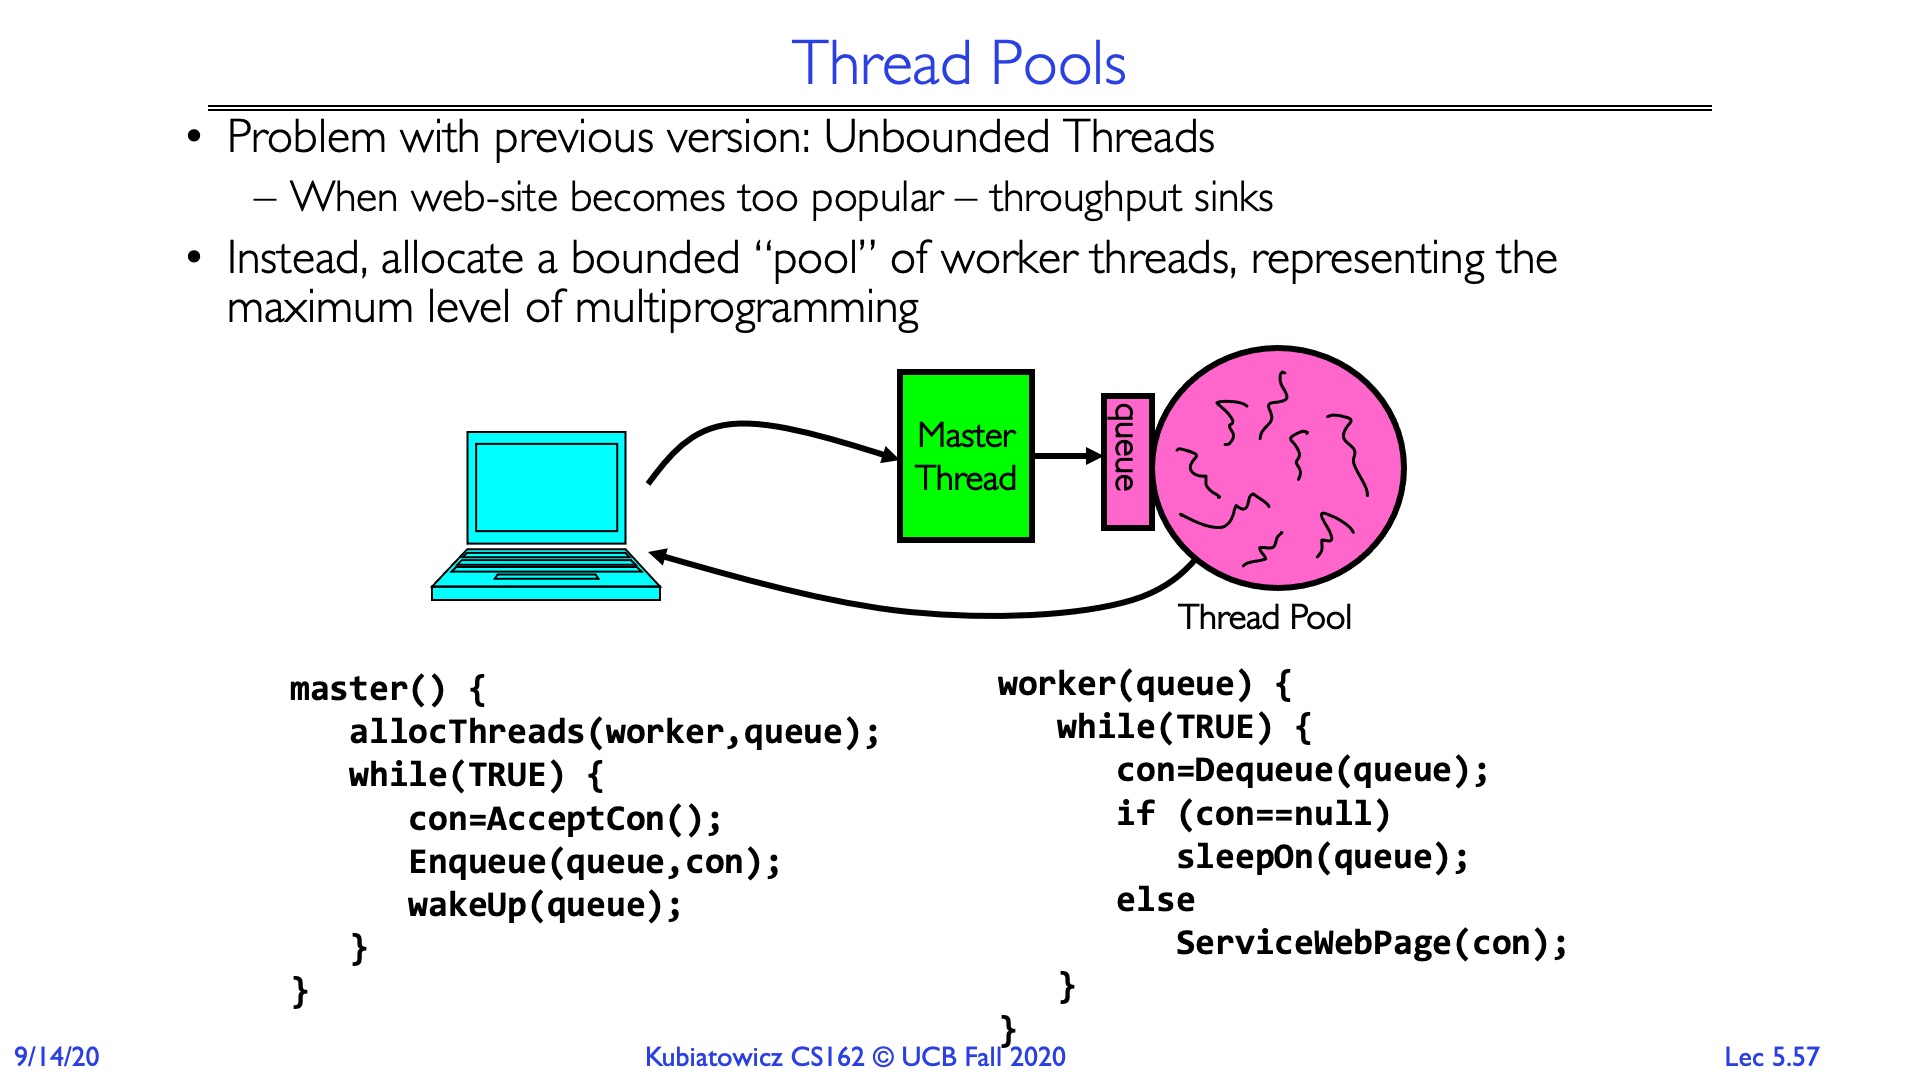 Thread Pools
• Problem with previous version: Unbounded Threads
– When web-site becomes too popular – throughput sinks
• Instead, allocate a bounded “pool” of worker threads, representing the
maximum level of multiprogramming
Master
Thread
queue
Thread Pool
master() {
   allocThreads(worker,queue);
   while(TRUE) {
      con=AcceptCon();
      Enqueue(queue,con);
      wakeUp(queue);
   }
}
worker(queue) {
   while(TRUE) {
      con=Dequeue(queue);
      if (con==null)
         sleepOn(queue);
      else
         ServiceWebPage(con);
   }
}
9/14/20
Kubiatowicz CS162 © UCB Fall 2020
Lec 5.57